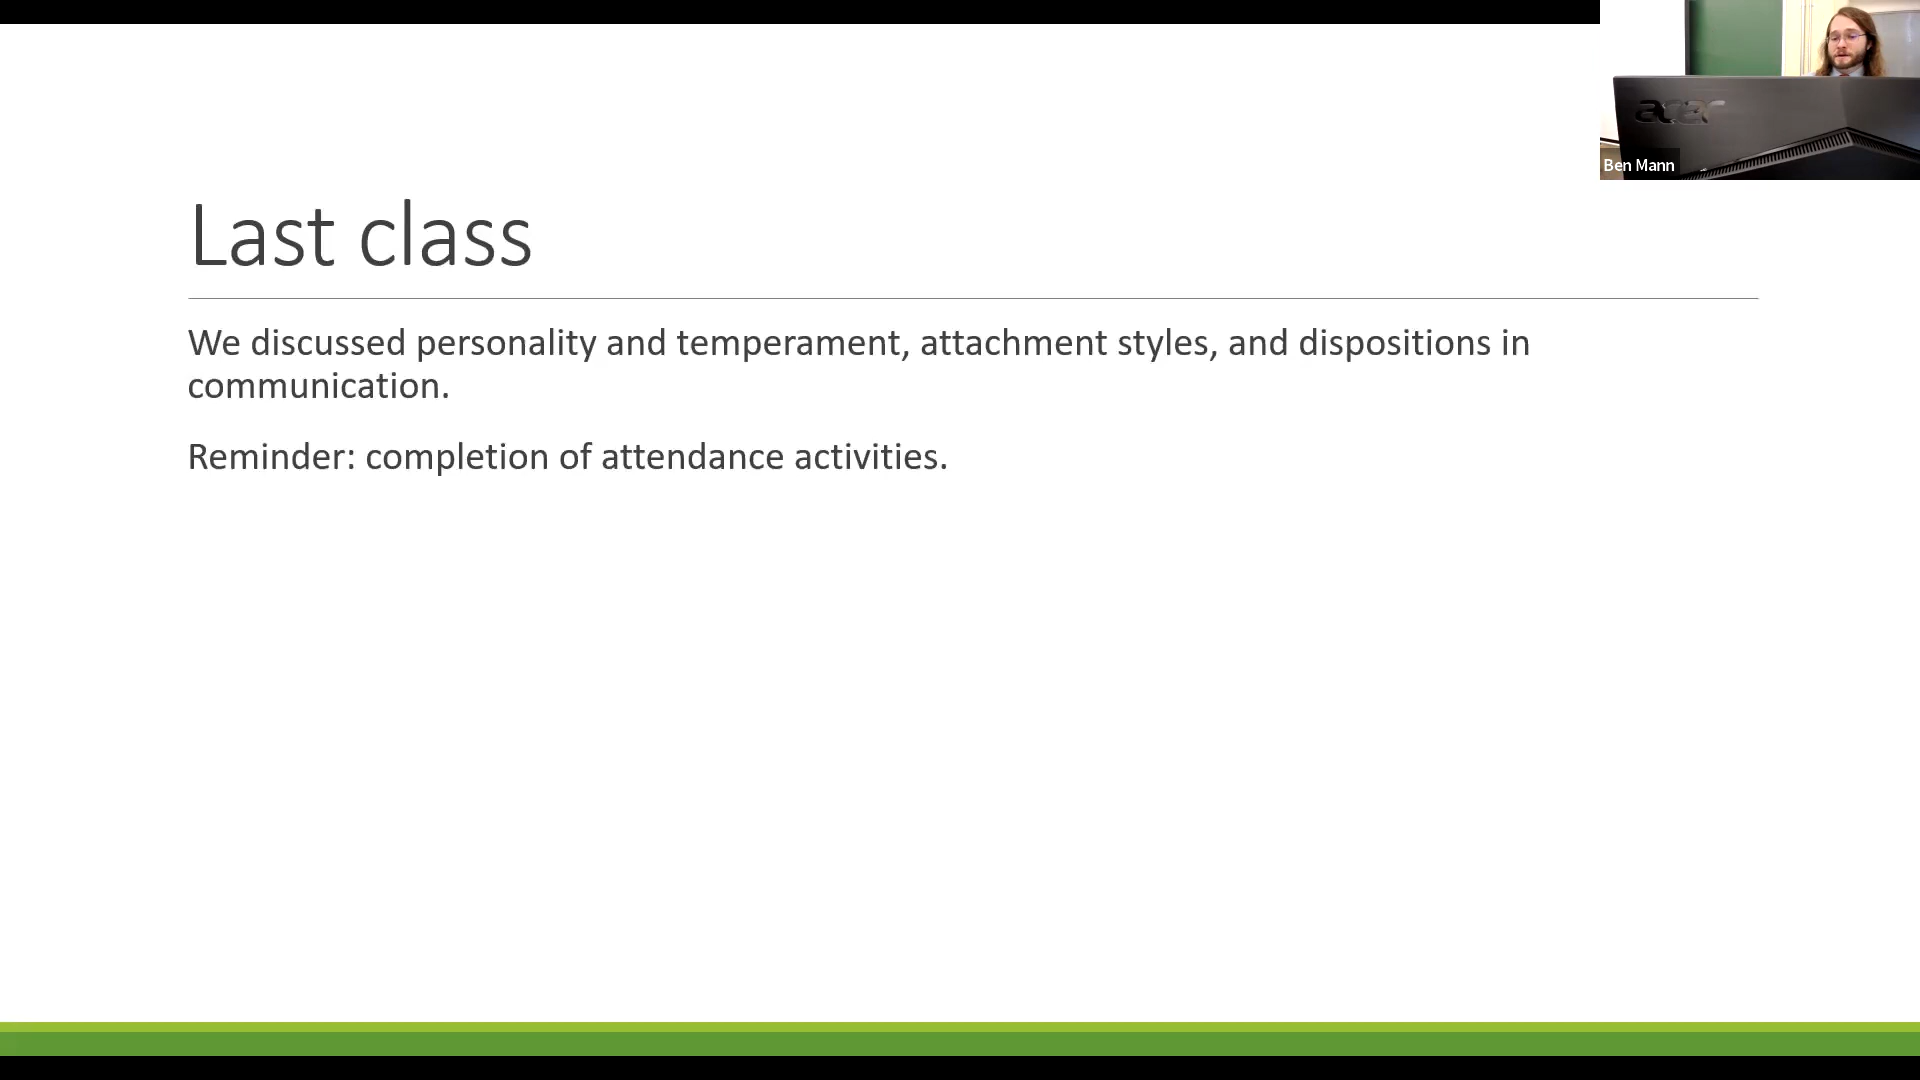 acer
Ben Mann
Last class
We discussed personality and temperament, attachment styles, and dispositions in
communication.
Reminder: completion of attendance activities.